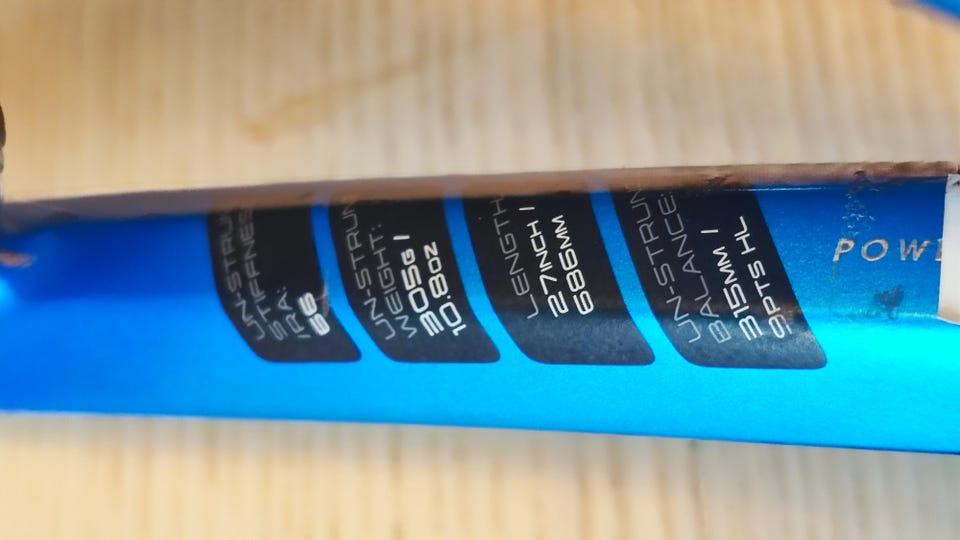 UN-STRUN
STIFFNES
RA:
66
UN-STRUN
WEIGHT:
305G /
10.8OZ
LENGTH
27INCH /
686MM
UN-STRUN
BALANCE:
315MM /
9PTS HL
POWE